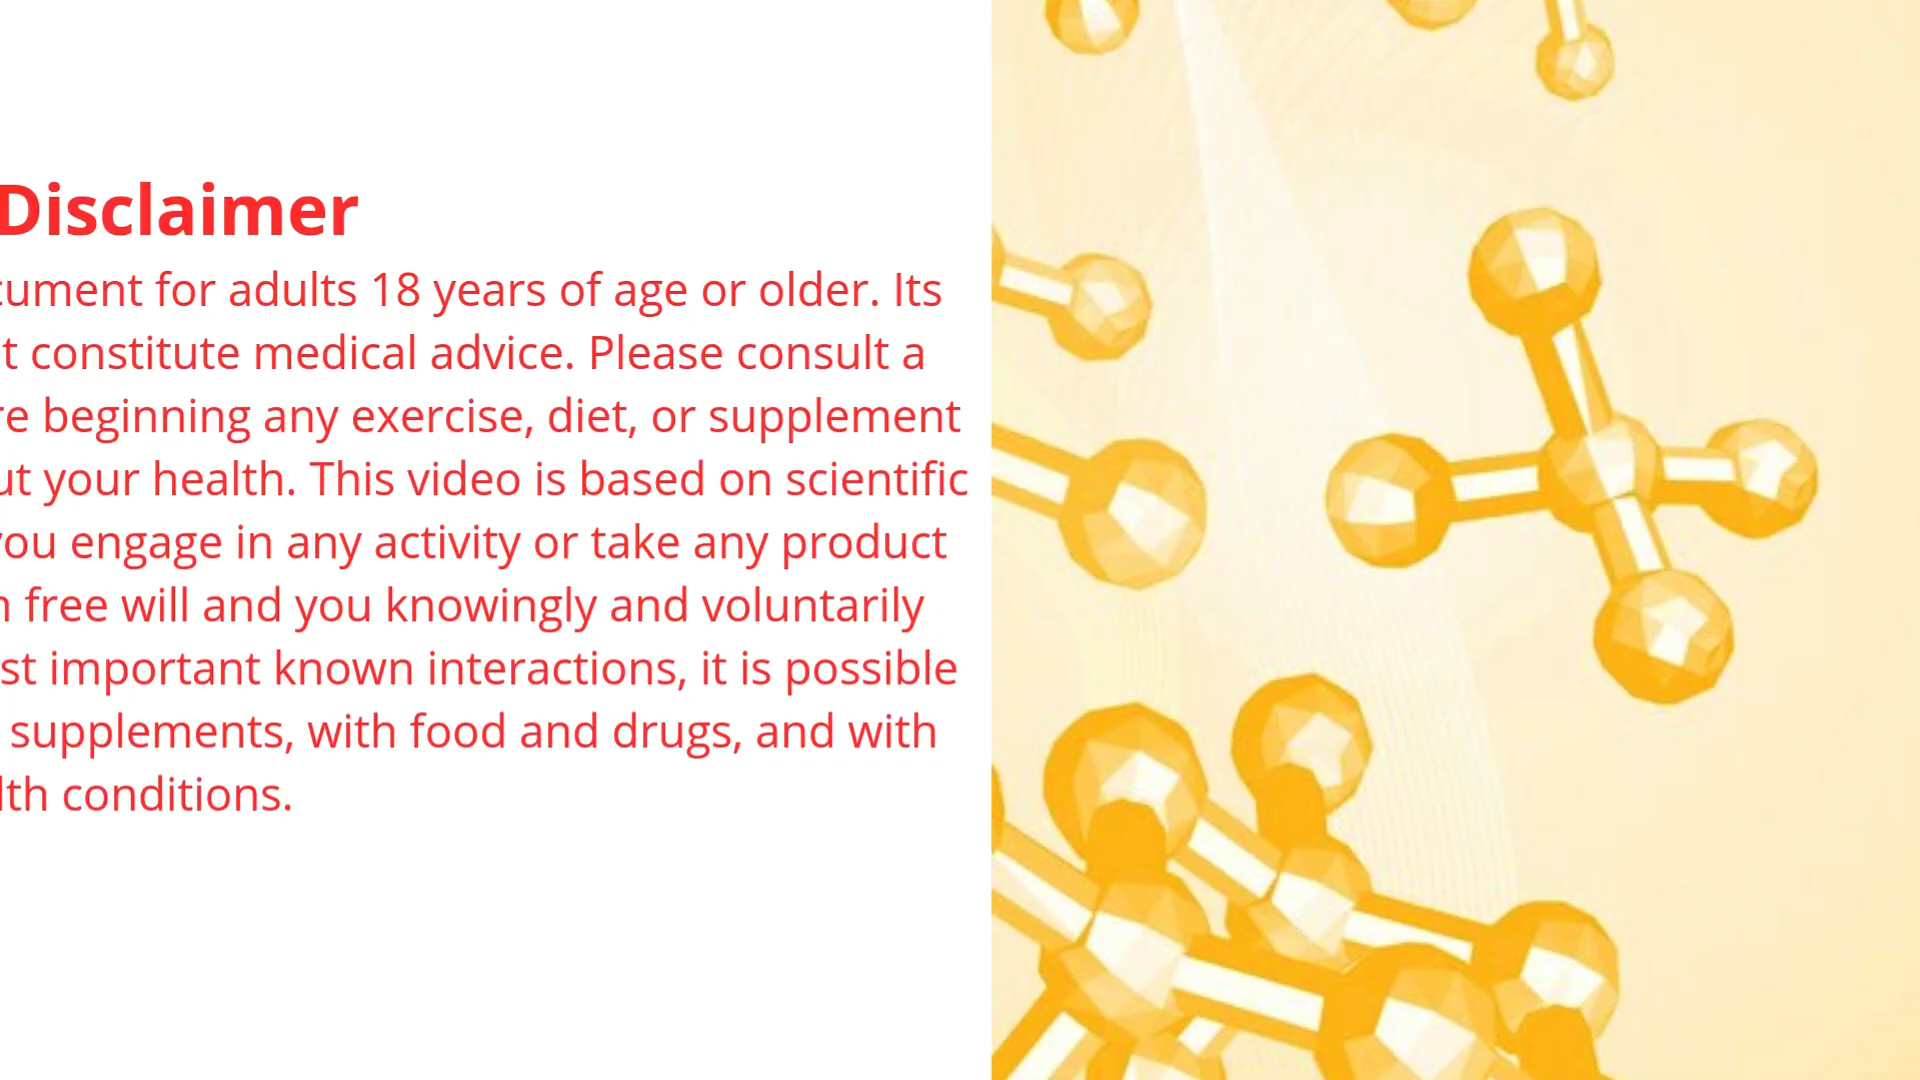 Disclaimer
cument for adults 18 years of age or older. Its
t constitute medical advice. Please consult a
re beginning any exercise, diet, or supplement
ut your health. This video is based on scientific
you engage in any activity or take any product
n free will and you knowingly and voluntarily
st important known interactions, it is possible
supplements, with food and drugs, and with
lth conditions.